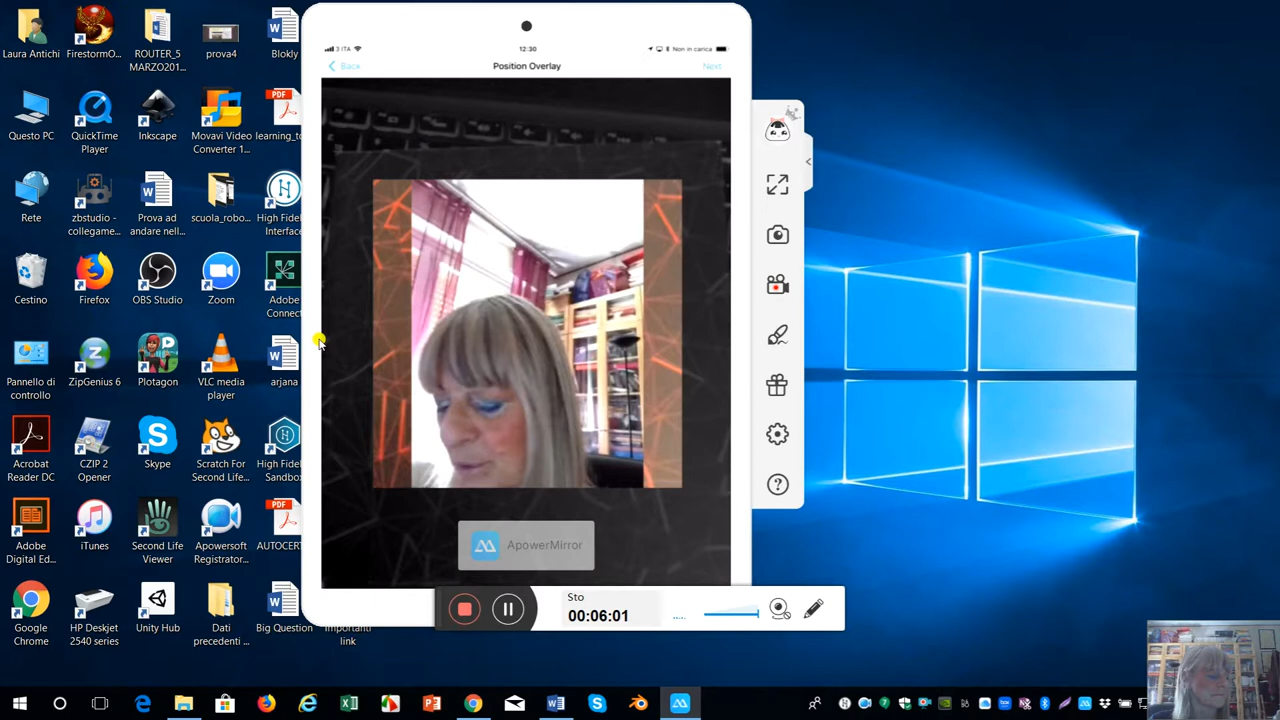 Laura Antichi
FirestormO...
ROUTER_5
MARZO201...
prova4
Blokly
Questo PC
QuickTime
Player
Inkscape
Movavi Video
Converter 1...
PDF
learning_to
Rete
zbstudio -
collegame...
Prova ad
andare nell...
scuola_robo...
High Fidel
Interface
Cestino
Firefox
OBS Studio
Zoom
Adobe
Connect
Pannello di
controllo
ZipGenius 6
Plotagon
VLC media
player
arjana
Acrobat
Reader DC
CZIP 2
Opener
Skype
Scratch For
Second Life...
High Fidel
Sandbox
Adobe
Digital Ed...
iTunes
Second Life
Viewer
Apowersoft
Registrator...
PDF
AUTOCERT
Google
Chrome
HP Deskjet
2540 series
Unity Hub
Dati
precedenti ...
Big Question
Importanti
link
3 ITA
12:30
Non in carica
Back
Position Overlay
Next
ApowerMirror
Sto
00:06:01